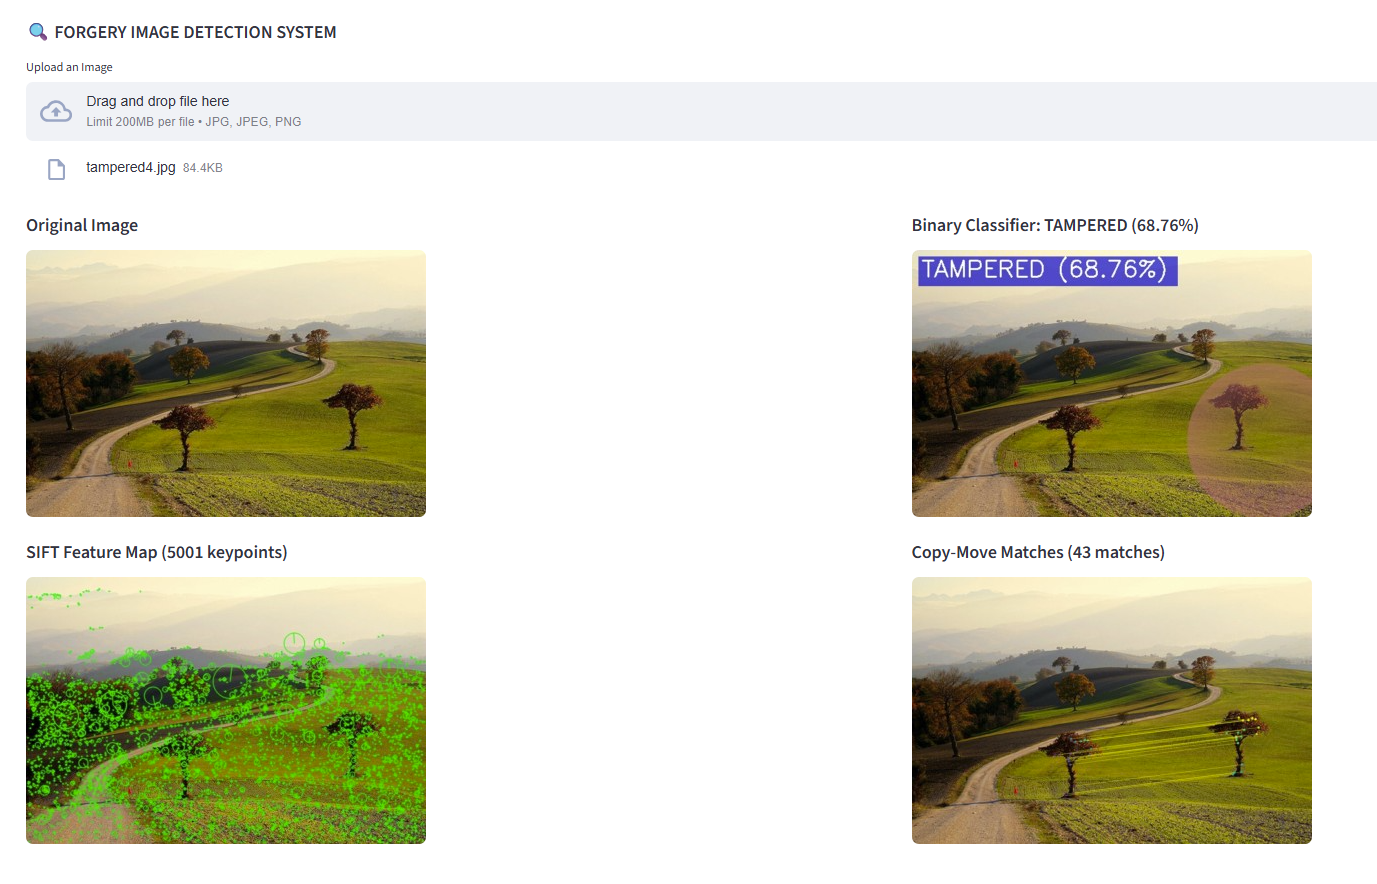 FORGERY IMAGE DETECTION SYSTEM
Upload an Image
Drag and drop file here
Limit 200MB per file • JPG, JPEG, PNG
tampered4.jpg 84.4KB
Original Image
Binary Classifier: TAMPERED (68.76%)
TAMPERED (68.76%)
SIFT Feature Map (5001 keypoints)
Copy-Move Matches (43 matches)